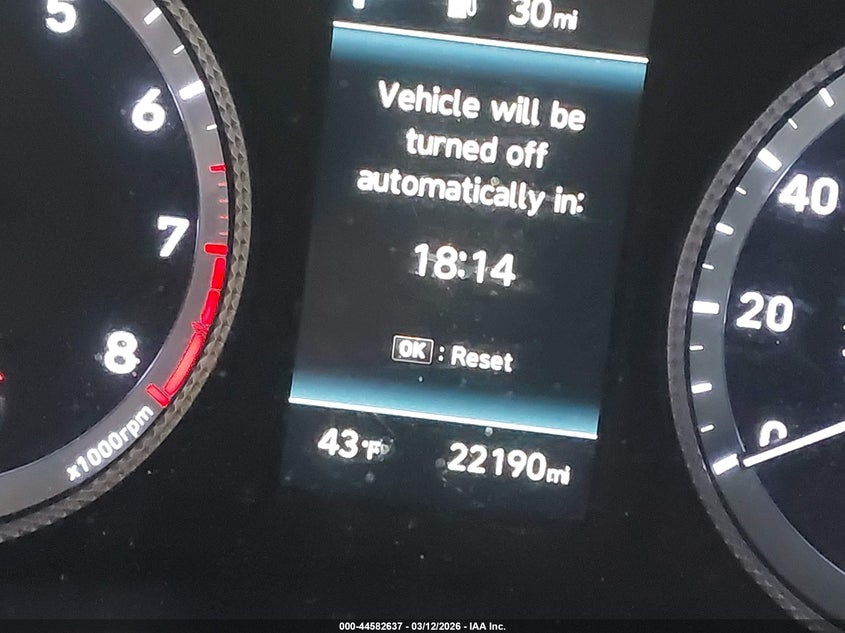 5
6
7
8
x1000rpm
30mi
Vehicle will be
turned off
automatically in:
18:14
OK : Reset
43°F
22190mi
40
20
0
000-44582637 - 03/12/2026 - IAA Inc.